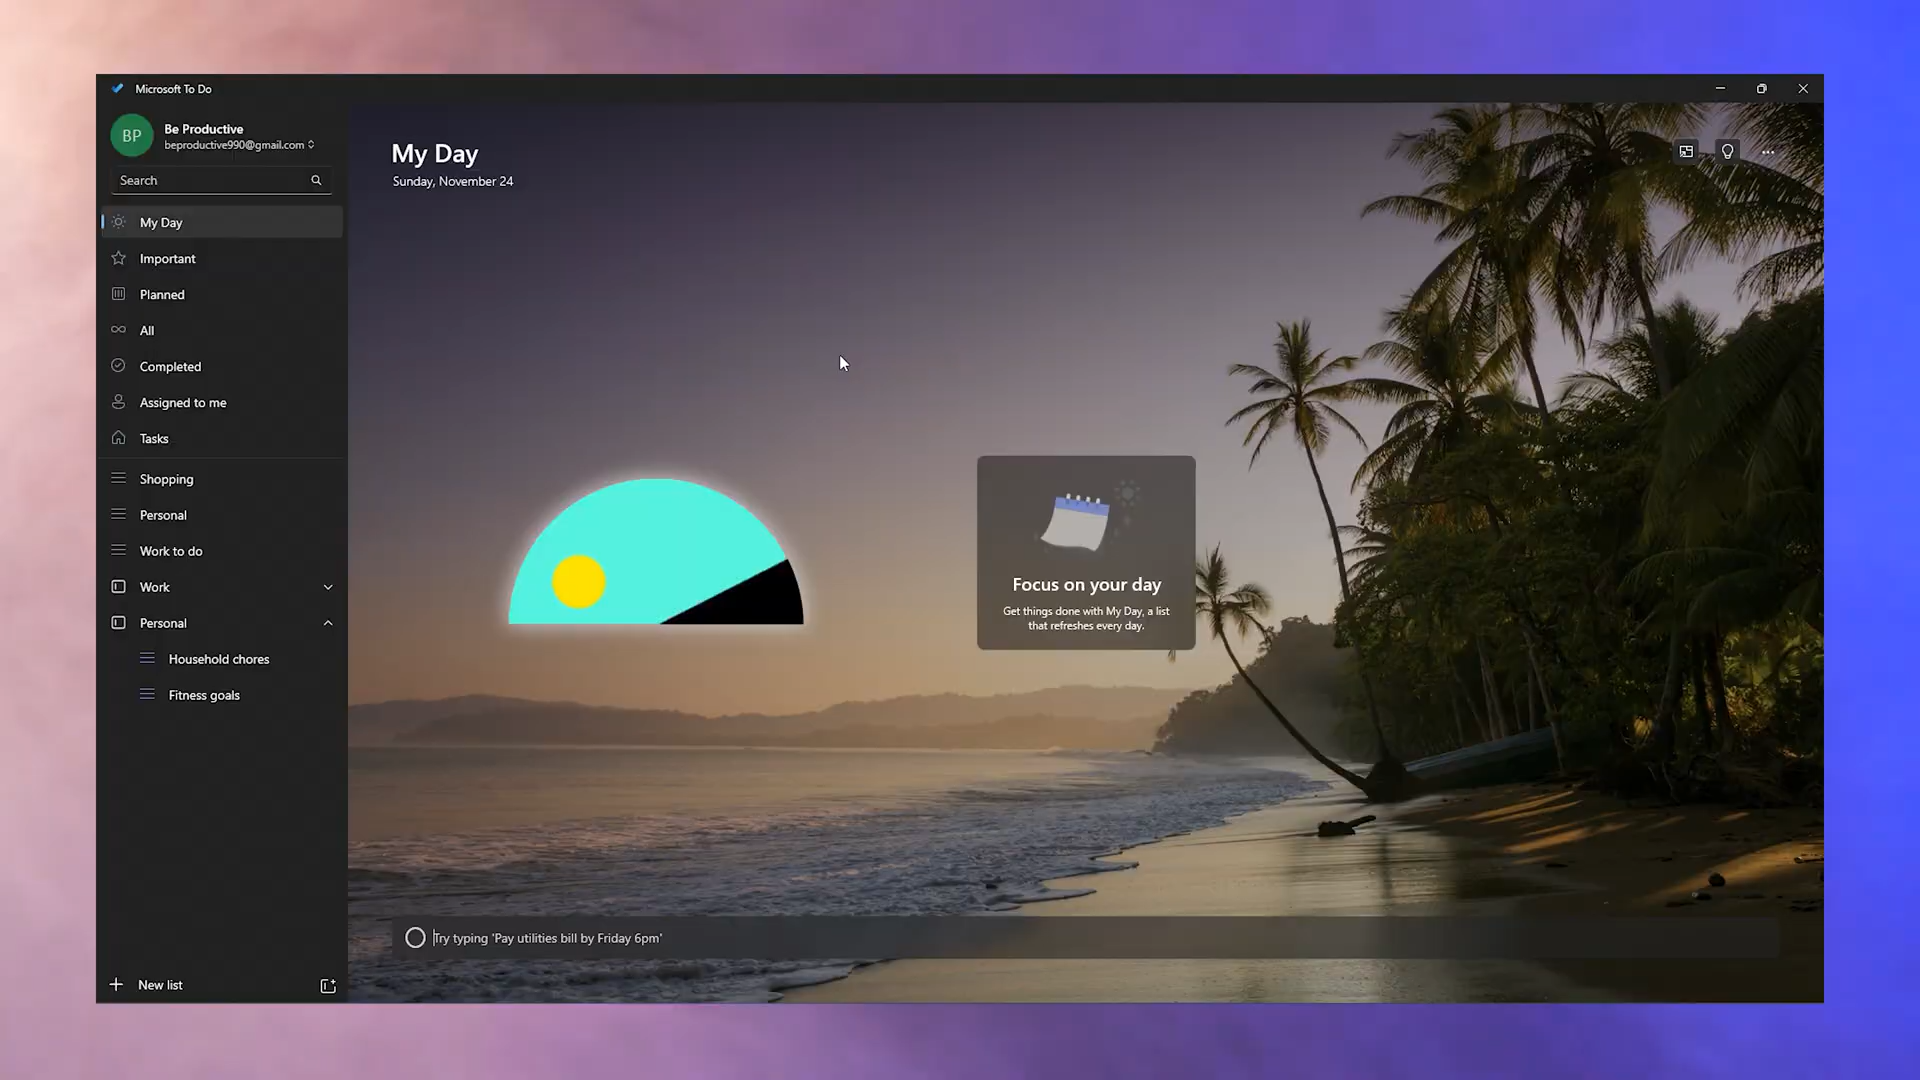 Microsoft To Do
BP
Be Productive
beproductive990@gmail.com
Search
My Day
Important
Planned
All
Completed
Assigned to me
Tasks
Shopping
Personal
Work to do
Work
Personal
Household chores
Fitness goals
New list
My Day
Sunday, November 24
Focus on your day
Get things done with My Day, a list
that refreshes every day.
Try typing 'Pay utilities bill by Friday 6pm'